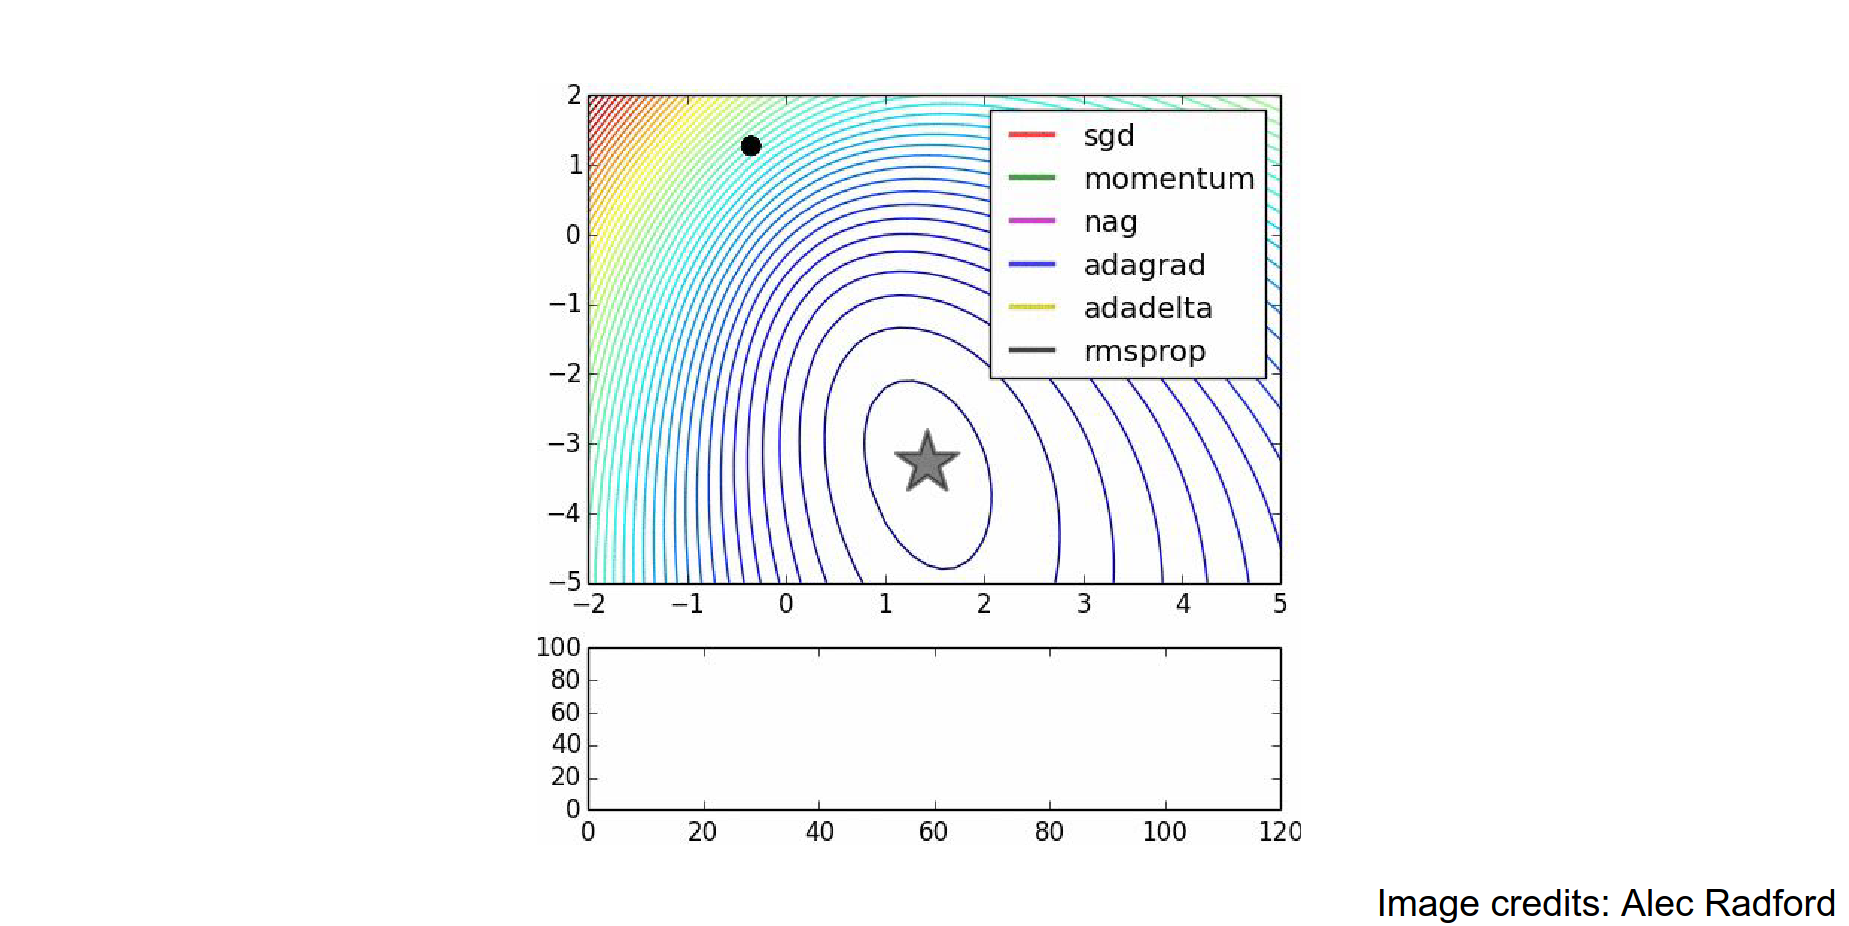 2
1
0
−1
−2
−3
−4
−5
−2 −1 0 1 2 3 4 5
sgd
momentum
nag
adagrad
adadelta
rmsprop
100
80
60
40
20
0
0 20 40 60 80 100 120
Image credits: Alec Radford